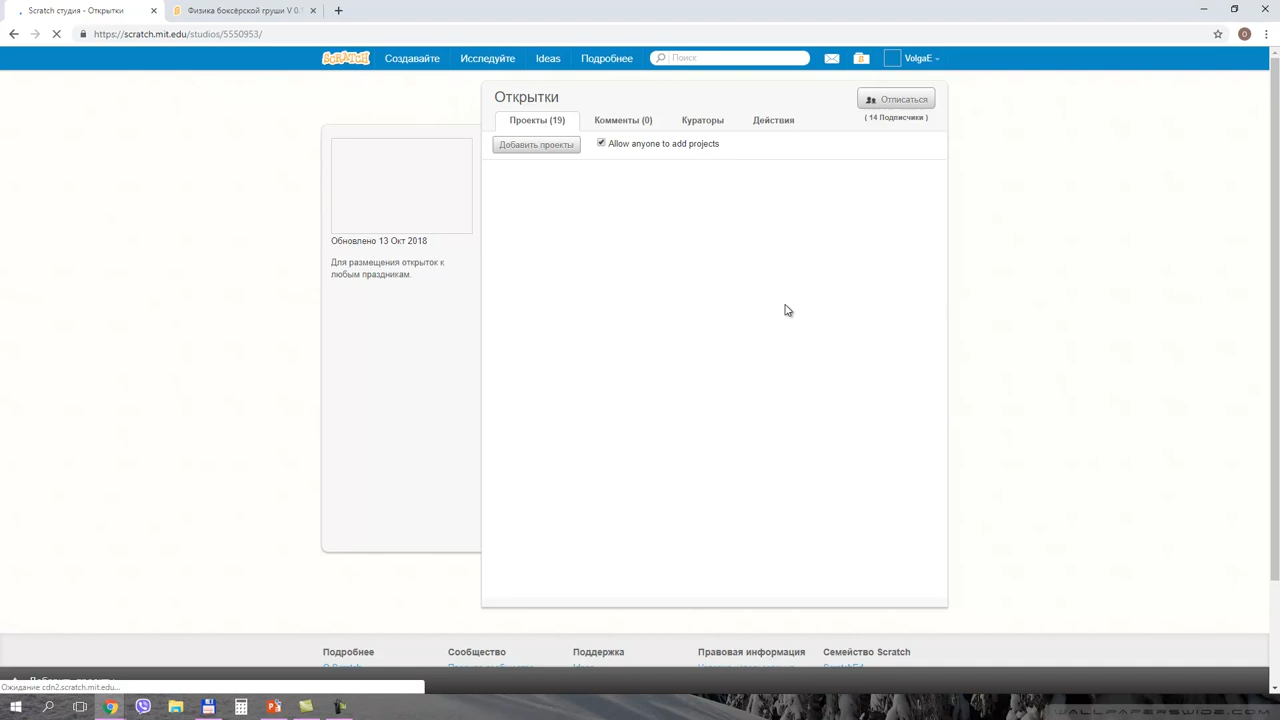 Scratch студия - Открытки
Физика боксёрской груши V 0.
https://scratch.mit.edu/studios/5550953/
SCRATCH Создавайте Исследуйте Ideas Подробнее Поиск VolgaE
Открытки
Отписаться
( 14 Подписчики )
Проекты (19) Комменты (0) Кураторы Действия
Добавить проекты Allow anyone to add projects
Обновлено 13 Окт 2018
Для размещения открыток к
любым праздникам.
Подробнее Сообщество Поддержка Правовая информация Семейство Scratch
Ожидание cdn2.scratch.mit.edu...
WALLPAPERSWIDE.COM